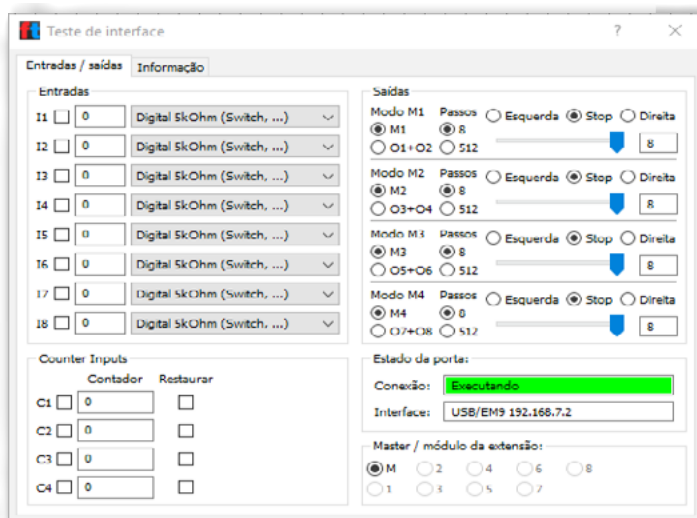 Teste de interface ? ×
Entradas / saídas Informação
Entradas
I1 0 Digital 5kOhm (Switch, ...)
I2 0 Digital 5kOhm (Switch, ...)
I3 0 Digital 5kOhm (Switch, ...)
I4 0 Digital 5kOhm (Switch, ...)
I5 0 Digital 5kOhm (Switch, ...)
I6 0 Digital 5kOhm (Switch, ...)
I7 0 Digital 5kOhm (Switch, ...)
I8 0 Digital 5kOhm (Switch, ...)
Counter Inputs
Contador Restaurar
C1 0
C2 0
C3 0
C4 0
Saídas
Modo M1 Passos Esquerda Stop Direita
M1 8
O1+O2 512 8
Modo M2 Passos Esquerda Stop Direita
M2 8
O3+O4 512 8
Modo M3 Passos Esquerda Stop Direita
M3 8
O5+O6 512 8
Modo M4 Passos Esquerda Stop Direita
M4 8
O7+O8 512 8
Estado da porta:
Conexão: Executando
Interface: USB/EM9 192.168.7.2
Master / módulo da extensão:
M 2 4 6 8
1 3 5 7